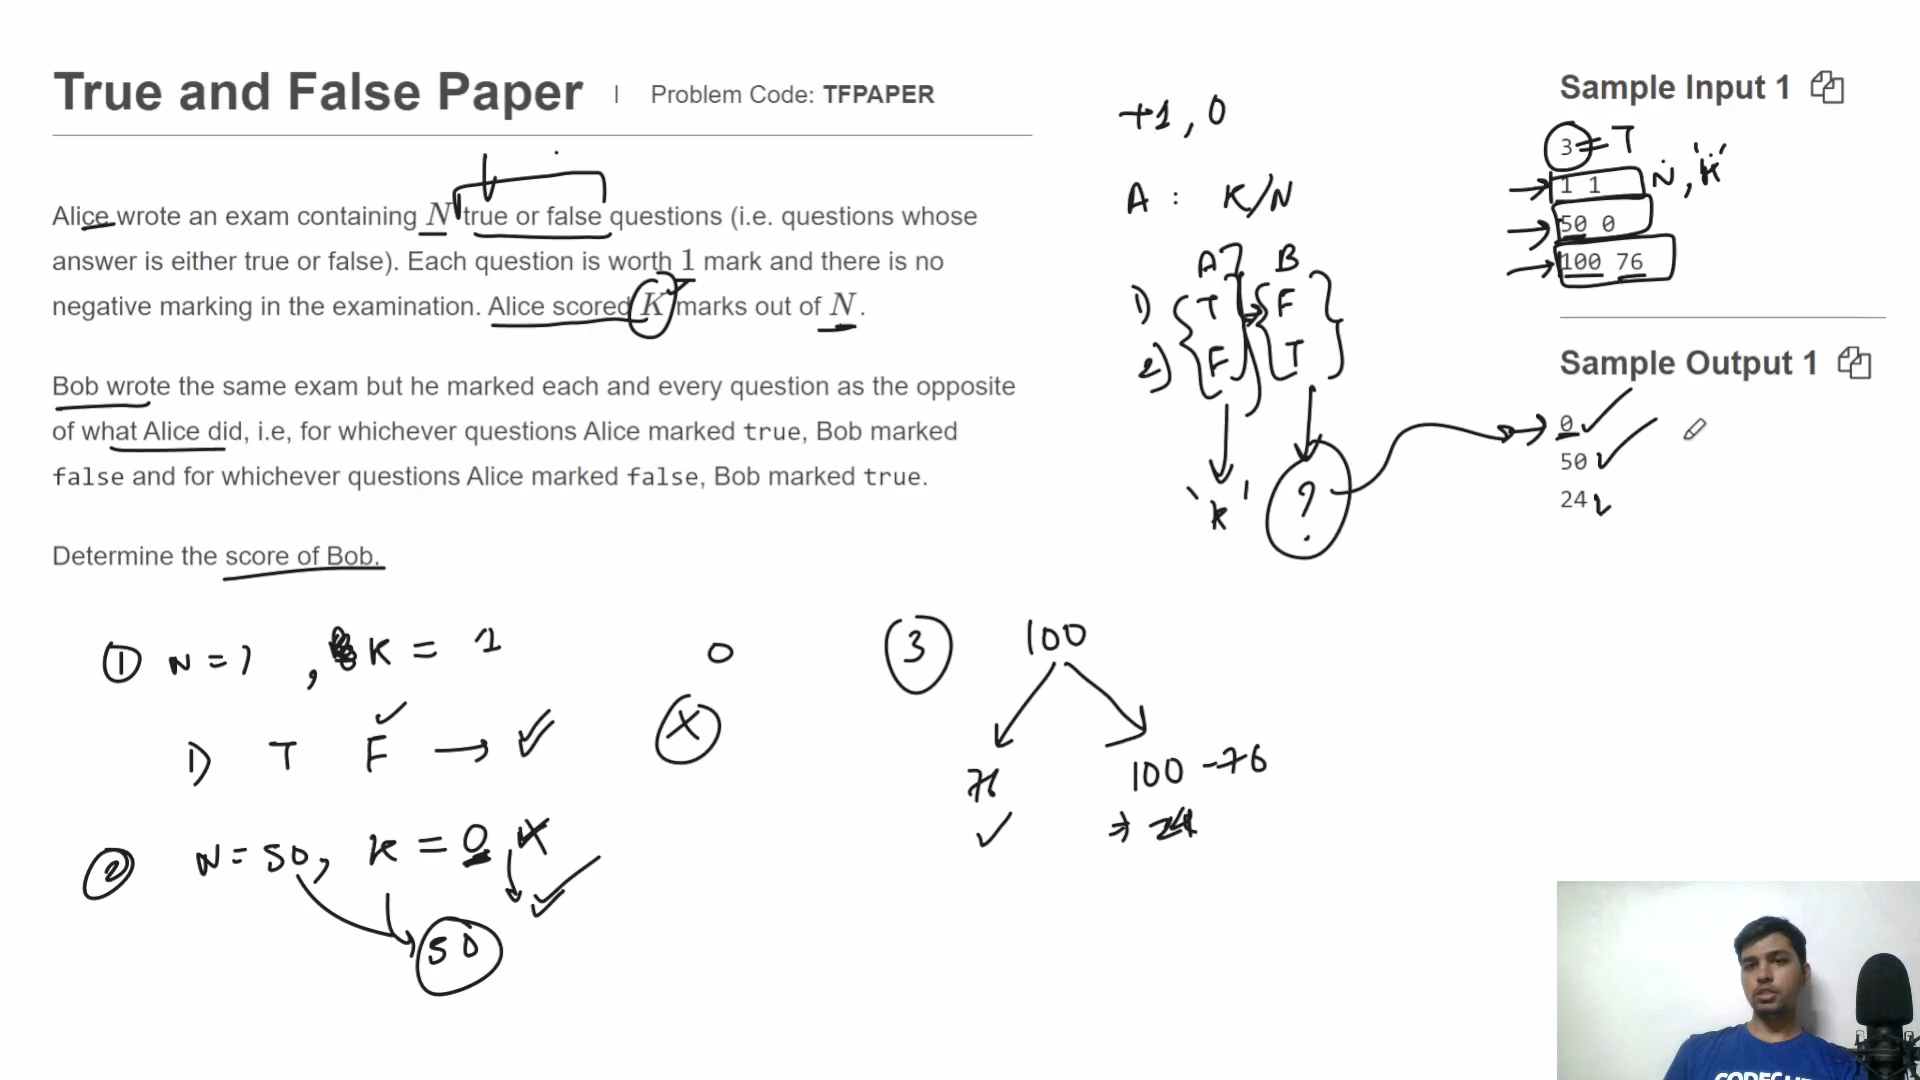 True and False Paper | Problem Code: TFPAPER
Alice wrote an exam containing N true or false questions (i.e. questions whose
answer is either true or false). Each question is worth 1 mark and there is no
negative marking in the examination. Alice scored K marks out of N.
Bob wrote the same exam but he marked each and every question as the opposite
of what Alice did, i.e, for whichever questions Alice marked true, Bob marked
false and for whichever questions Alice marked false, Bob marked true.
Determine the score of Bob.
① N = 1 , K = 1 0
1) T F → X
② N = 50, K = 0 x
50
+1, 0
A : K/N
A B
1) T F
2) F T
'K' ?
③ 100
76 100 - 76
⇒ 24
Sample Input 1
3 = T
1 1 N, 'K'
50 0
100 76
Sample Output 1
0
50
24